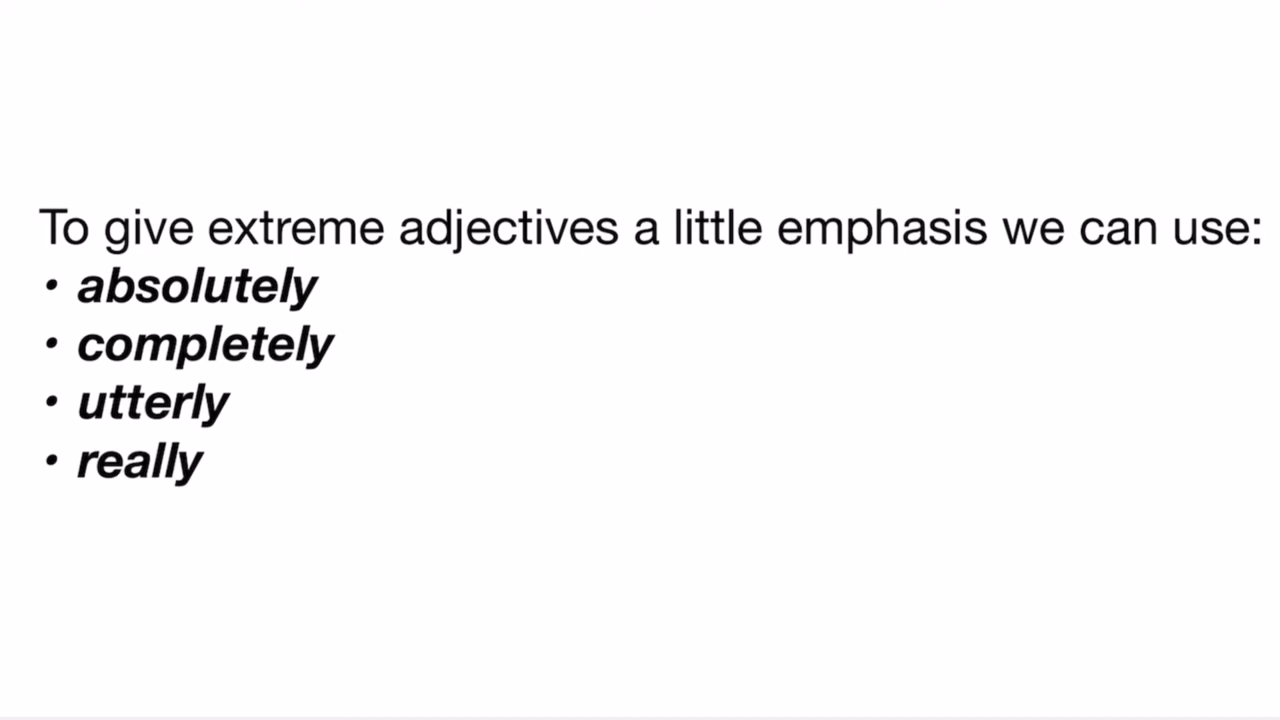 To give extreme adjectives a little emphasis we can use:
• absolutely
• completely
• utterly
• really